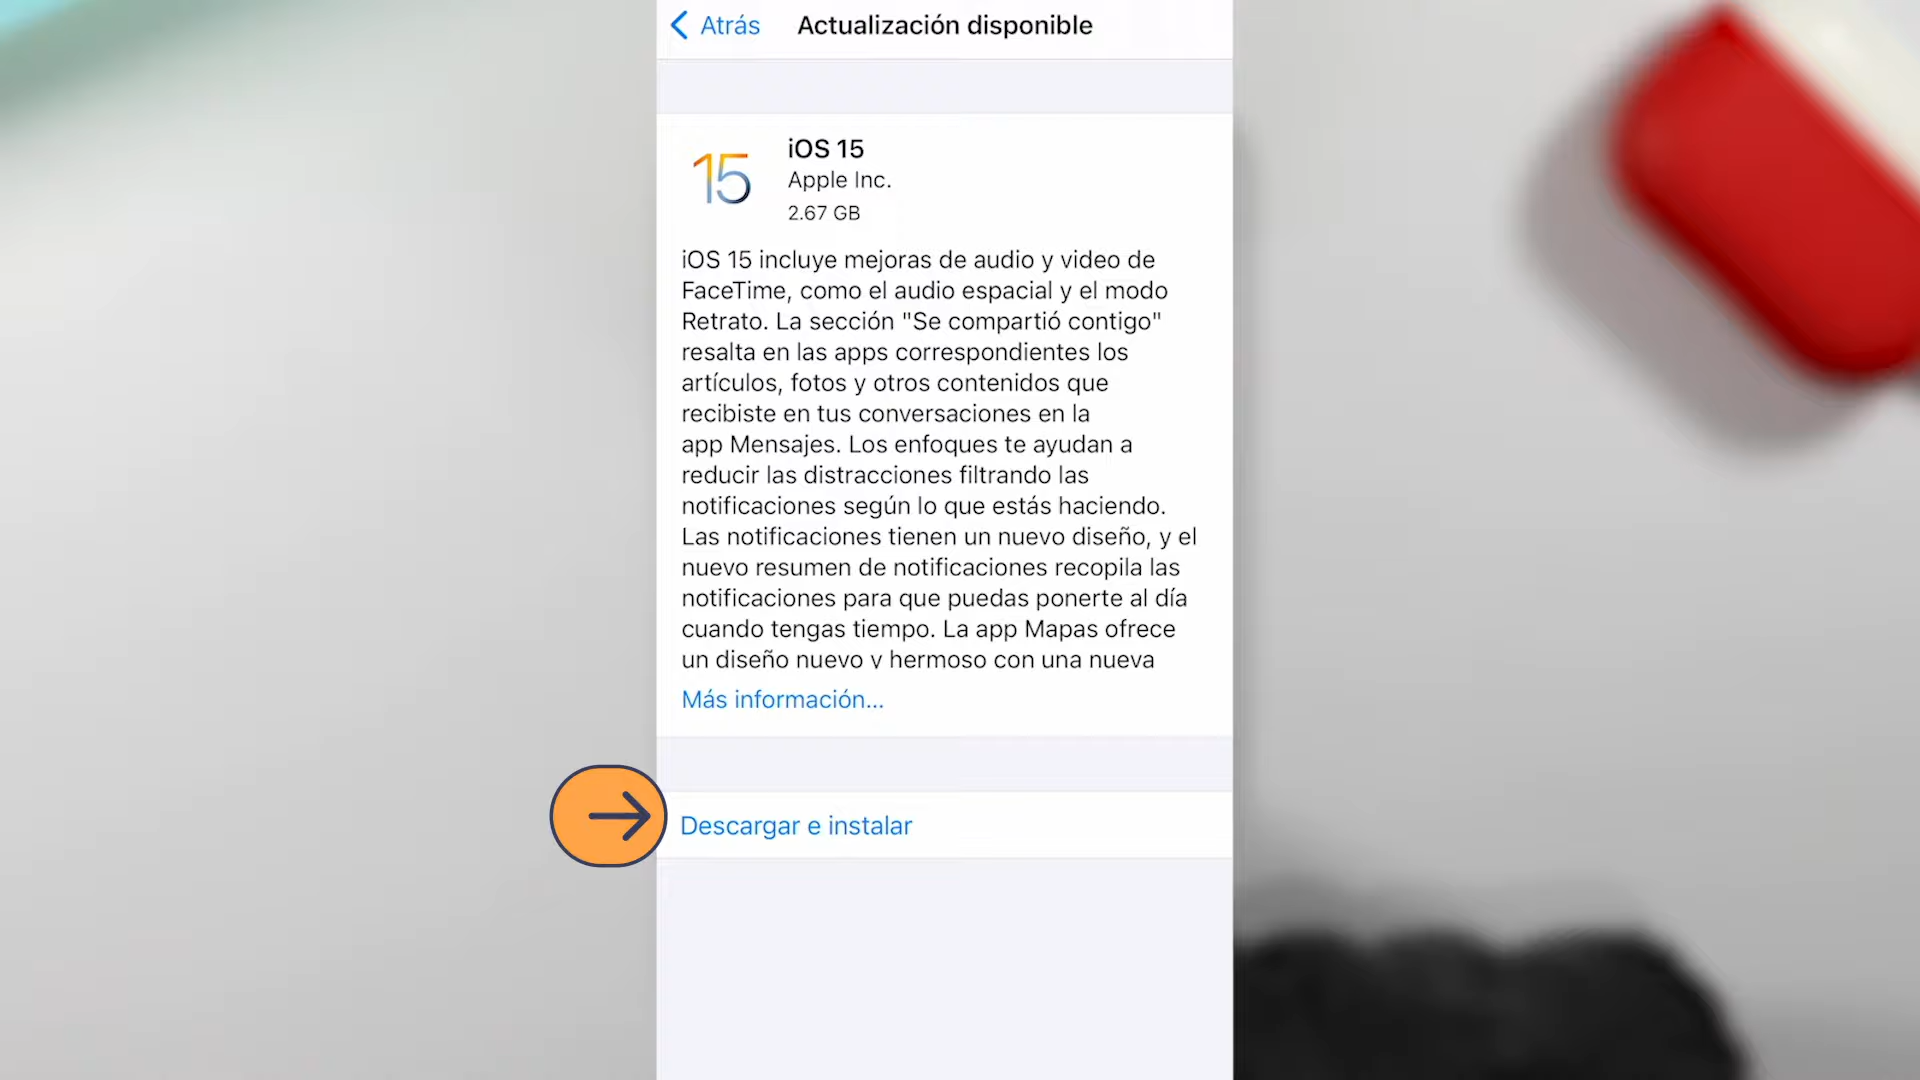 Atrás
Actualización disponible
15
iOS 15
Apple Inc.
2.67 GB
iOS 15 incluye mejoras de audio y video de
FaceTime, como el audio espacial y el modo
Retrato. La sección "Se compartió contigo"
resalta en las apps correspondientes los
artículos, fotos y otros contenidos que
recibiste en tus conversaciones en la
app Mensajes. Los enfoques te ayudan a
reducir las distracciones filtrando las
notificaciones según lo que estás haciendo.
Las notificaciones tienen un nuevo diseño, y el
nuevo resumen de notificaciones recopila las
notificaciones para que puedas ponerte al día
cuando tengas tiempo. La app Mapas ofrece
un diseño nuevo y hermoso con una nueva
Más información...
Descargar e instalar